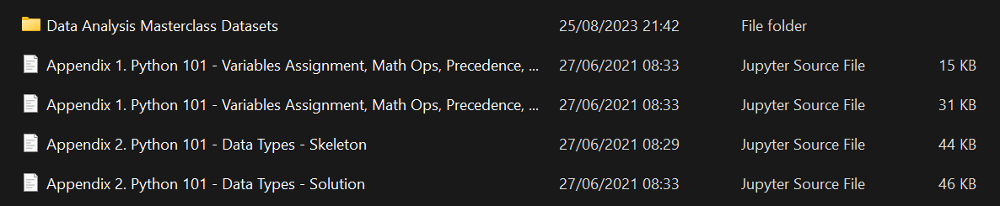 Data Analysis Masterclass Datasets 25/08/2023 21:42 File folder
Appendix 1. Python 101 - Variables Assignment, Math Ops, Precedence, ... 27/06/2021 08:33 Jupyter Source File 15 KB
Appendix 1. Python 101 - Variables Assignment, Math Ops, Precedence, ... 27/06/2021 08:33 Jupyter Source File 31 KB
Appendix 2. Python 101 - Data Types - Skeleton 27/06/2021 08:29 Jupyter Source File 44 KB
Appendix 2. Python 101 - Data Types - Solution 27/06/2021 08:33 Jupyter Source File 46 KB